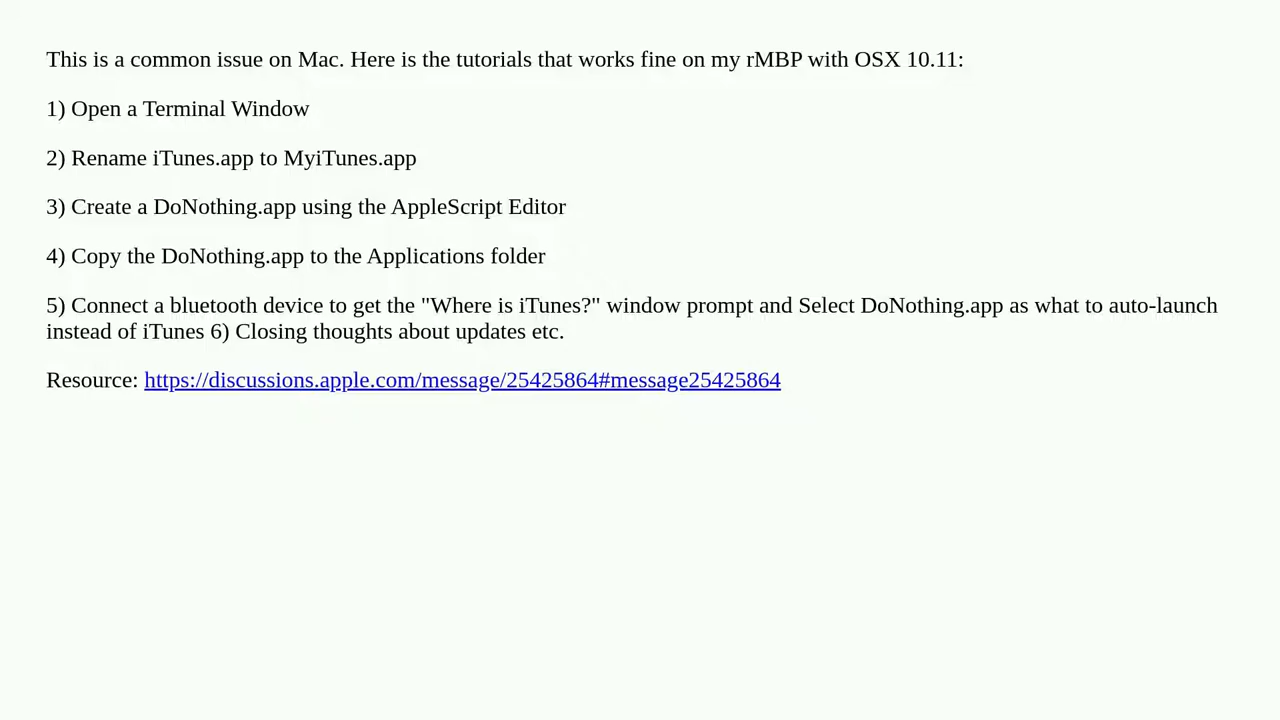 This is a common issue on Mac. Here is the tutorials that works fine on my rMBP with OSX 10.11:
1) Open a Terminal Window
2) Rename iTunes.app to MyiTunes.app
3) Create a DoNothing.app using the AppleScript Editor
4) Copy the DoNothing.app to the Applications folder
5) Connect a bluetooth device to get the "Where is iTunes?" window prompt and Select DoNothing.app as what to auto-launch
instead of iTunes 6) Closing thoughts about updates etc.
Resource: https://discussions.apple.com/message/25425864#message25425864